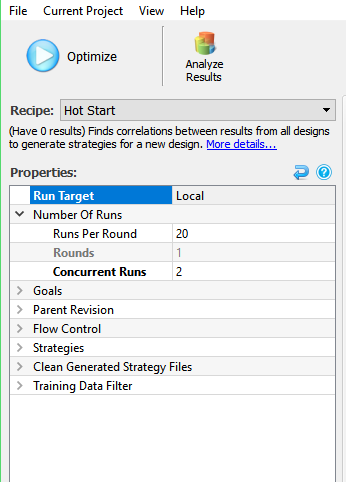 File Current Project View Help
Optimize
Analyze
Results
Recipe: Hot Start
(Have 0 results) Finds correlations between results from all designs
to generate strategies for a new design. More details...
Properties:
Run Target Local
Number Of Runs
Runs Per Round 20
Rounds 1
Concurrent Runs 2
Goals
Parent Revision
Flow Control
Strategies
Clean Generated Strategy Files
Training Data Filter